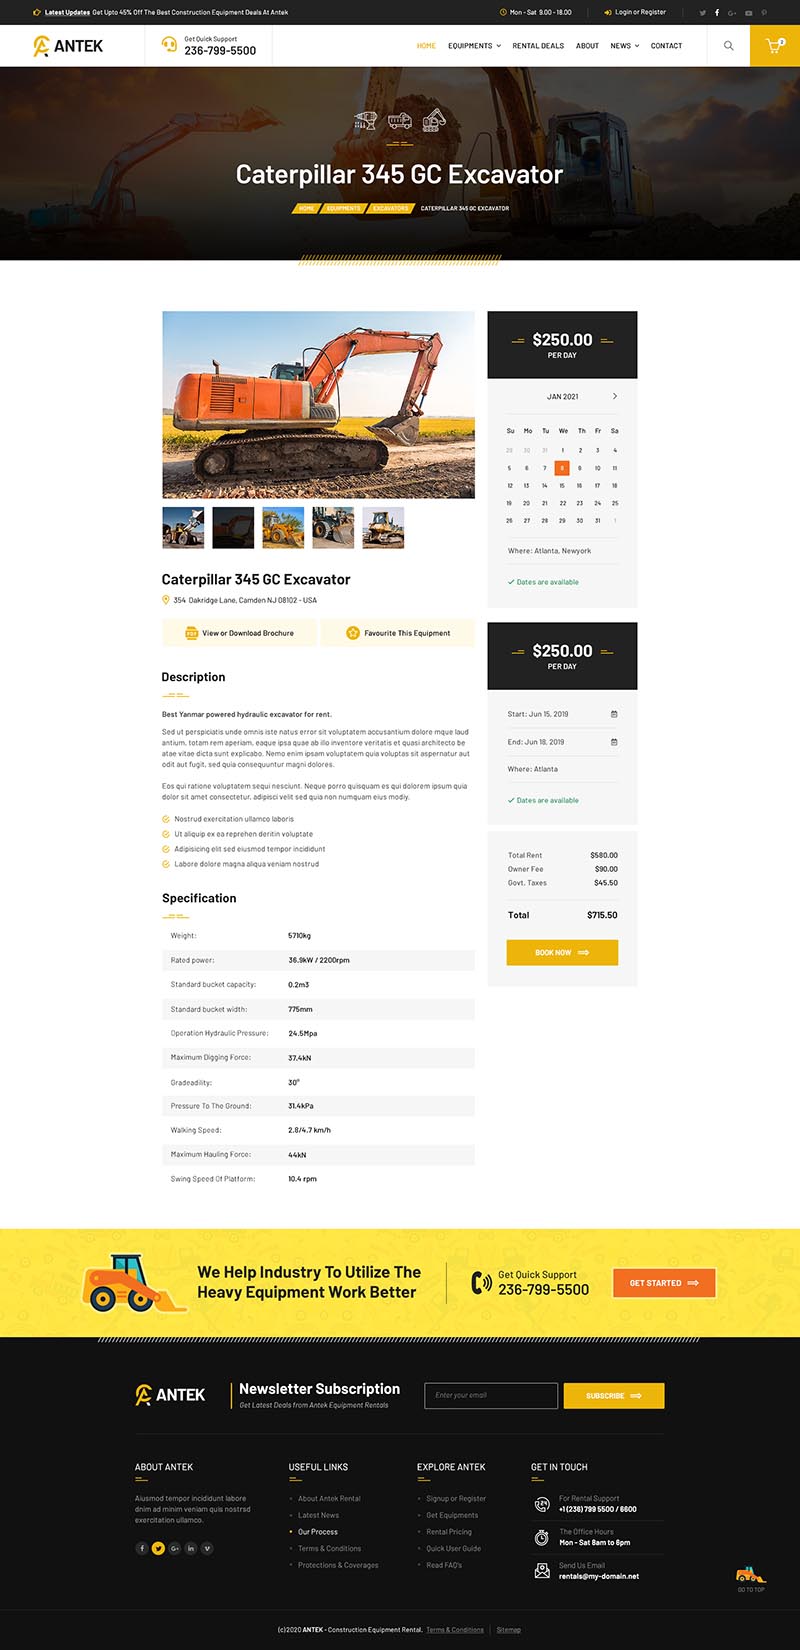 Latest Updates Get Upto 45% Off The Best Construction Equipment Deals At Antek
Mon - Sat 9.00 - 18.00
Login or Register
ANTEK
Get Quick Support
236-799-5500
HOME
EQUIPMENTS
RENTAL DEALS
ABOUT
NEWS
CONTACT
Caterpillar 345 GC Excavator
HOME
EQUIPMENTS
EXCAVATORS
CATERPILLAR 345 GC EXCAVATOR
$250.00
PER DAY
JAN 2021
Su Mo Tu We Th Fr Sa
29 30 31 1 2 3 4
5 6 7 8 9 10 11
12 13 14 15 16 17 18
19 20 21 22 23 24 25
26 27 28 29 30 31 1
Where: Atlanta, Newyork
Dates are available
Caterpillar 345 GC Excavator
354 Oakridge Lane, Camden NJ 08102 - USA
PDF
View or Download Brochure
Favourite This Equipment
$250.00
PER DAY
Start: Jun 15, 2019
End: Jun 18, 2019
Where: Atlanta
Dates are available
Total Rent $580.00
Owner Fee $90.00
Govt. Taxes $45.50
Total $715.50
BOOK NOW
Description
Best Yanmar powered hydraulic excavator for rent.
Sed ut perspiciatis unde omnis iste natus error sit voluptatem accusantium dolore mque laud
antium, totam rem aperiam, eaque ipsa quae ab illo inventore veritatis et quasi architecto be
atae vitae dicta sunt explicabo. Nemo enim ipsam voluptatem quia voluptas sit aspernatur aut
odit aut fugit, sed quia consequuntur magni dolores.
Eos qui ratione voluptatem sequi nesciunt. Neque porro quisquam es qui dolorem ipsum quia
dolor sit amet consectetur, adipisci velit sed quia non numquam eius modiy.
Nostrud exercitation ullamco laboris
Ut aliquip ex ea reprehen deritin voluptate
Adipisicing elit sed eiusmod tempor incididunt
Labore dolore magna aliqua veniam nostrud
Specification
Weight: 5710kg
Rated power: 36.9kW / 2200rpm
Standard bucket capacity: 0.2m3
Standard bucket width: 775mm
Operation Hydraulic Pressure: 24.5Mpa
Maximum Digging Force: 37.4kN
Gradeadility: 30°
Pressure To The Ground: 31.4kPa
Walking Speed: 2.8/4.7 km/h
Maximum Hauling Force: 44kN
Swing Speed Of Platform: 10.4 rpm
We Help Industry To Utilize The
Heavy Equipment Work Better
Get Quick Support
236-799-5500
GET STARTED
ANTEK
Newsletter Subscription
Get Latest Deals from Antek Equipment Rentals
Enter your email
SUBSCRIBE
ABOUT ANTEK
Aiusmod tempor incididunt labore
dnim ad minim veniam quis nostrsd
exercitation ullamco.
USEFUL LINKS
About Antek Rental
Latest News
Our Process
Terms & Conditions
Protections & Coverages
EXPLORE ANTEK
Signup or Register
Get Equipments
Rental Pricing
Quick User Guide
Read FAQ's
GET IN TOUCH
For Rental Support
+1 (236) 799 5500 / 6600
The Office Hours
Mon - Sat 8am to 6pm
Send Us Email
rentals@my-domain.net
GO TO TOP
(c)2020 ANTEK - Construction Equipment Rental. Terms & Conditions | Sitemap